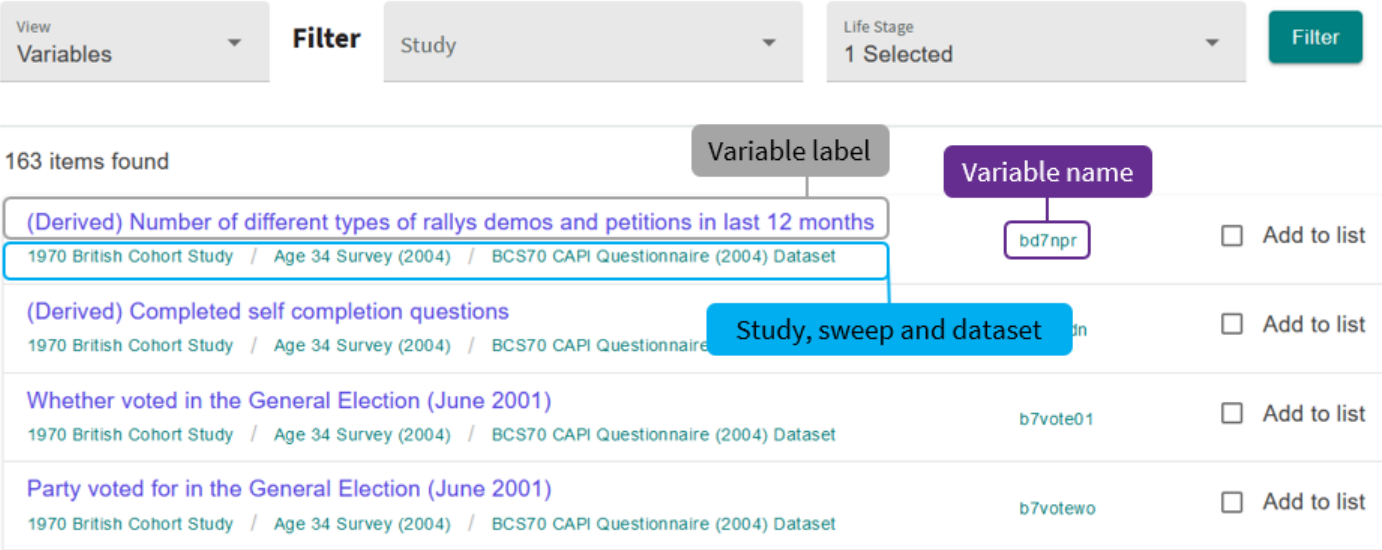 View
Variables
Filter
Study
Life Stage
1 Selected
Filter
163 items found
Variable label
Variable name
(Derived) Number of different types of rallys demos and petitions in last 12 months
1970 British Cohort Study / Age 34 Survey (2004) / BCS70 CAPI Questionnaire (2004) Dataset
bd7npr
Add to list
(Derived) Completed self completion questions
1970 British Cohort Study / Age 34 Survey (2004) / BCS70 CAPI Questionnaire
Study, sweep and dataset
Add to list
Whether voted in the General Election (June 2001)
1970 British Cohort Study / Age 34 Survey (2004) / BCS70 CAPI Questionnaire (2004) Dataset
b7vote01
Add to list
Party voted for in the General Election (June 2001)
1970 British Cohort Study / Age 34 Survey (2004) / BCS70 CAPI Questionnaire (2004) Dataset
b7votewo
Add to list